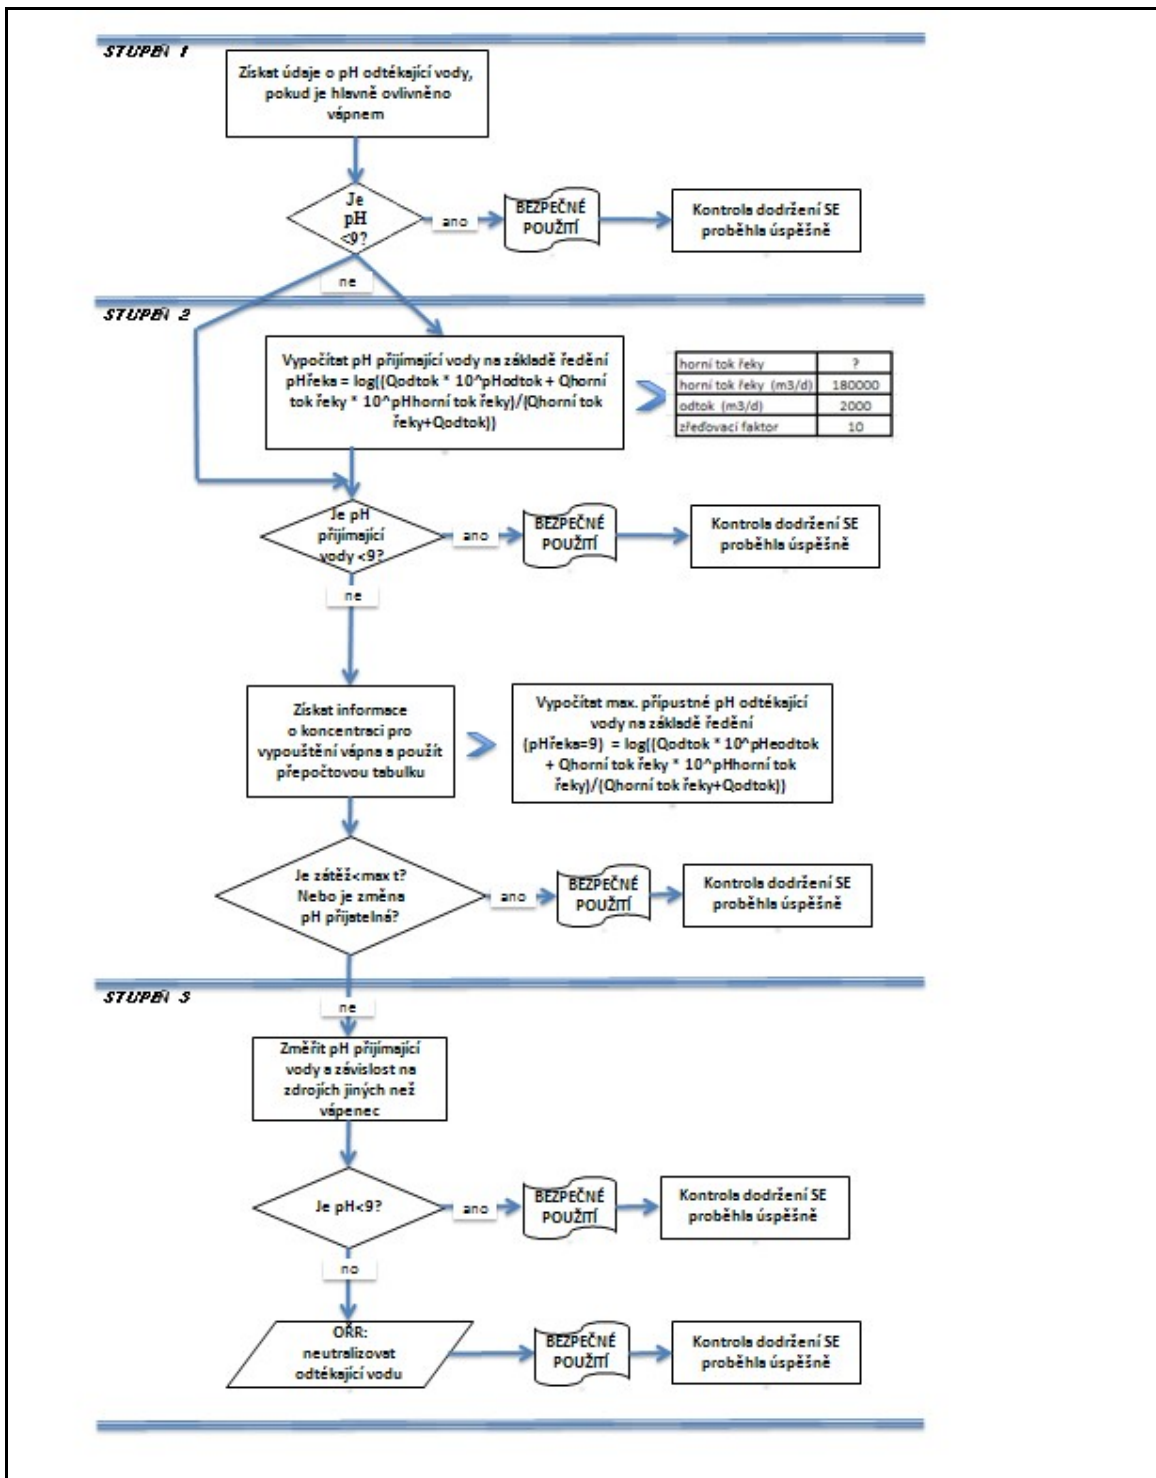 STUPEŇ 1
Získat údaje o pH odtékající vody,
pokud je hlavně ovlivněno
vápnem
Je
pH
<9?
ano
BEZPEČNÉ
POUŽITÍ
Kontrola dodržení SE
proběhla úspěšně
ne
STUPEŇ 2
Vypočítat pH přijímající vody na základě ředění
pHřeka = log((Qodtok * 10^pHodtok + Qhorní
tok řeky * 10^pHhorní tok řeky)/(Qhorní tok
řeky+Qodtok))
horní tok řeky ?
horní tok řeky (m3/d) 180000
odtok (m3/d) 2000
zřeďovací faktor 10
Je pH
přijímající
vody <9?
ano
BEZPEČNÉ
POUŽITÍ
Kontrola dodržení SE
proběhla úspěšně
ne
Získat informace
o koncentraci pro
vypouštění vápna a použít
přepočtovou tabulku
Vypočítat max. přípustné pH odtékající
vody na základě ředění
(pHřeka=9) = log((Qodtok * 10^pHeodtok
+ Qhorní tok řeky * 10^pHhorní tok
řeky)/(Qhorní tok řeky+Qodtok))
Je zátěž<max t?
Nebo je změna
pH přijatelná?
ano
BEZPEČNÉ
POUŽITÍ
Kontrola dodržení SE
proběhla úspěšně
STUPEŇ 3
ne
Změřit pH přijímající
vody a závislost na
zdrojích jiných než
vápenec
Je pH<9?
ano
BEZPEČNÉ
POUŽITÍ
Kontrola dodržení SE
proběhla úspěšně
no
OŘR:
neutralizovat
odtékající vodu
BEZPEČNÉ
POUŽITÍ
Kontrola dodržení SE
proběhla úspěšně